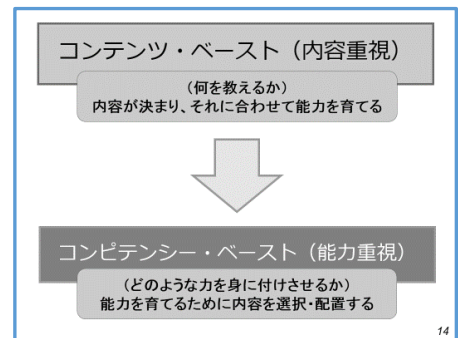 コンテンツ・ベースト（内容重視）
（何を教えるか）
内容が決まり、それに合わせて能力を育てる
コンピテンシー・ベースト（能力重視）
（どのような力を身に付けさせるか）
能力を育てるために内容を選択・配置する
14